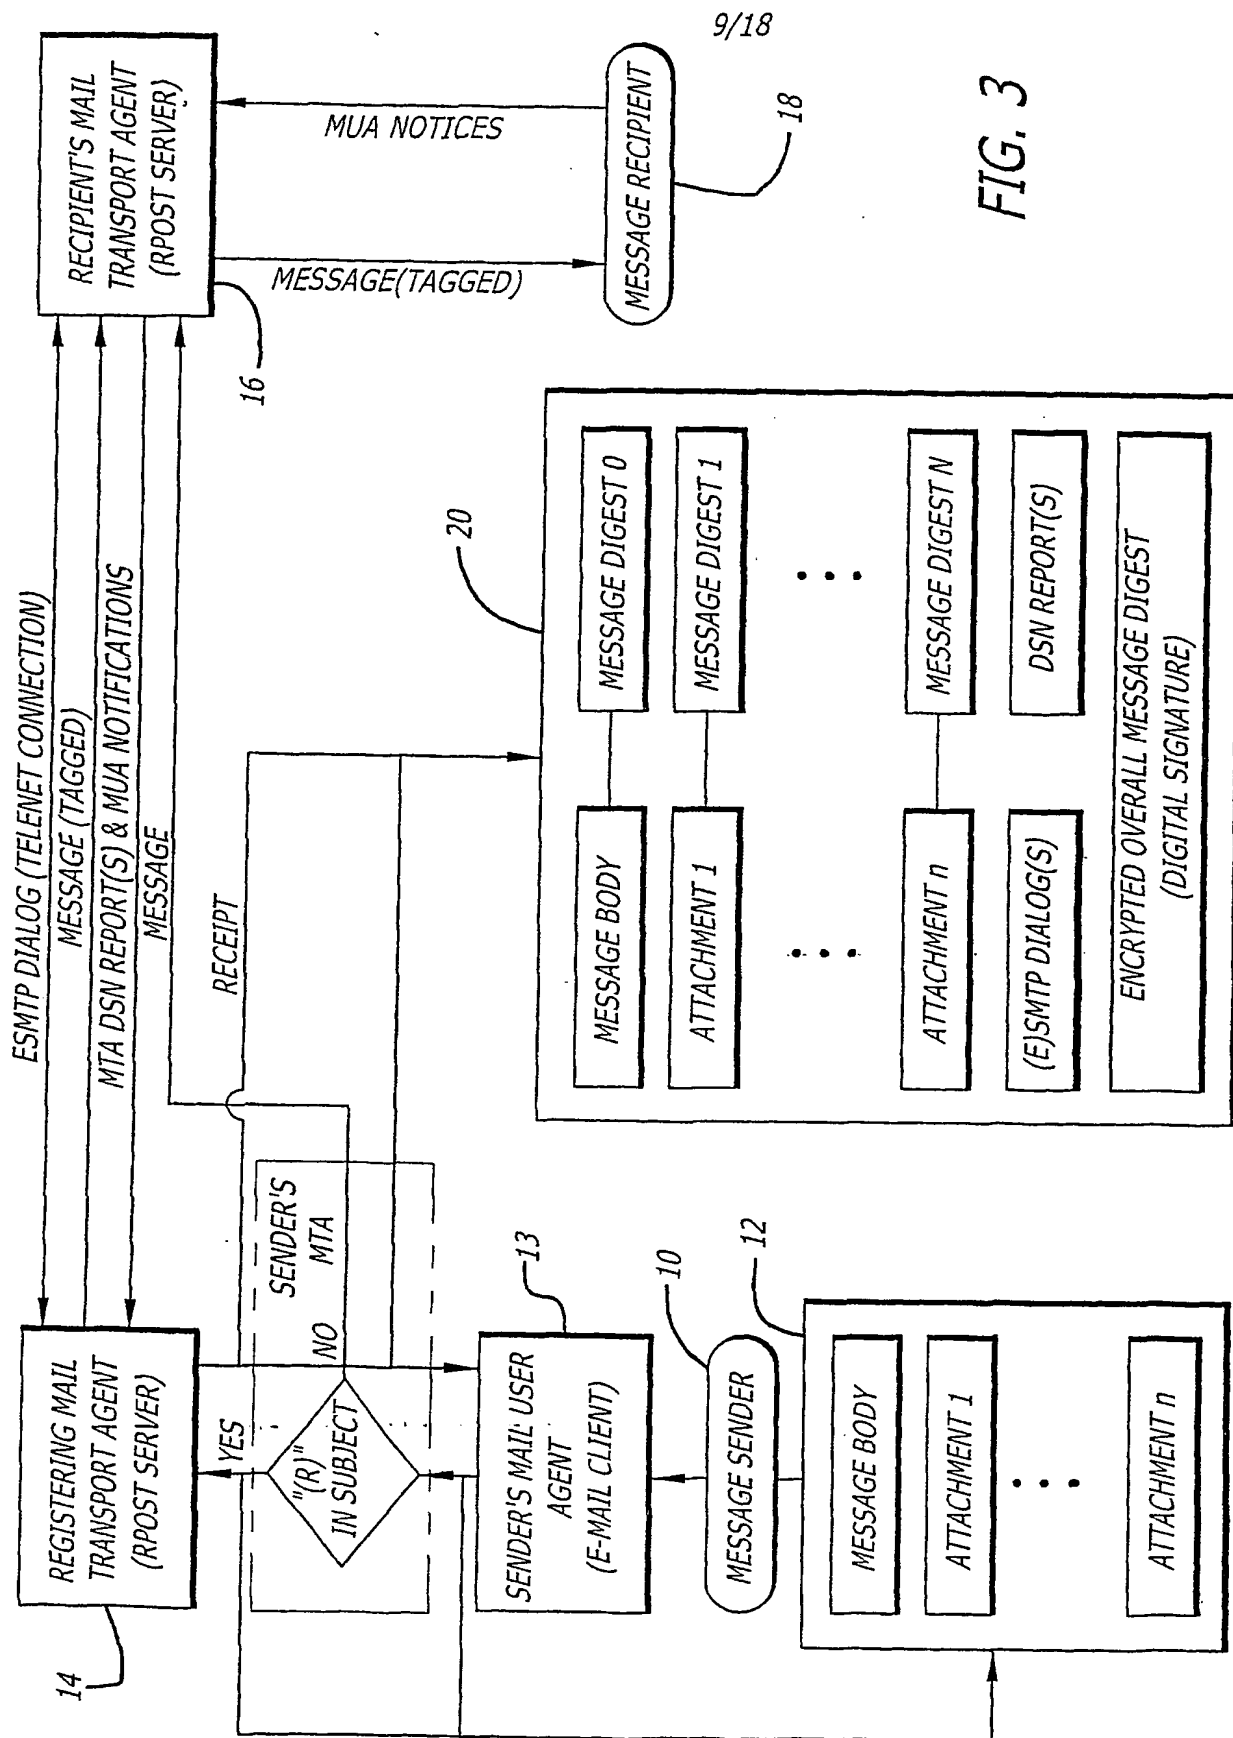 9/18
ESMTP DIALOG (TELENET CONNECTION)
MESSAGE (TAGGED)
MTA DSN REPORT(S) & MUA NOTIFICATIONS
MESSAGE
REGISTERING MAIL
TRANSPORT AGENT
(RPOST SERVER)
14
RECIPIENT'S MAIL
TRANSPORT AGENT
(RPOST SERVER)
16
YES
"(R)"
IN SUBJECT
NO
SENDER'S
MTA
RECEIPT
MESSAGE(TAGGED)
MUA NOTICES
SENDER'S MAIL USER
AGENT
(E-MAIL CLIENT)
13
MESSAGE SENDER
10
MESSAGE RECIPIENT
18
12
MESSAGE BODY
ATTACHMENT 1
ATTACHMENT n
20
MESSAGE BODY
MESSAGE DIGEST 0
ATTACHMENT 1
MESSAGE DIGEST 1
ATTACHMENT n
MESSAGE DIGEST N
(E)SMTP DIALOG(S)
DSN REPORT(S)
ENCRYPTED OVERALL MESSAGE DIGEST
(DIGITAL SIGNATURE)
FIG. 3